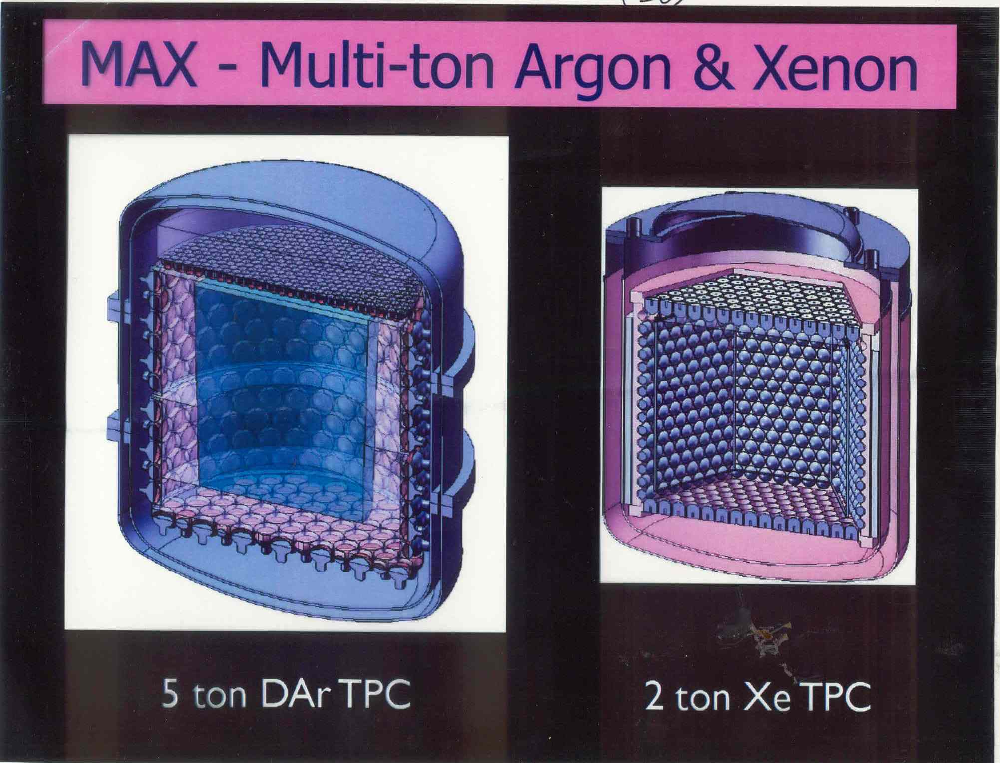 MAX - Multi-ton Argon & Xenon
5 ton DAr TPC
2 ton Xe TPC